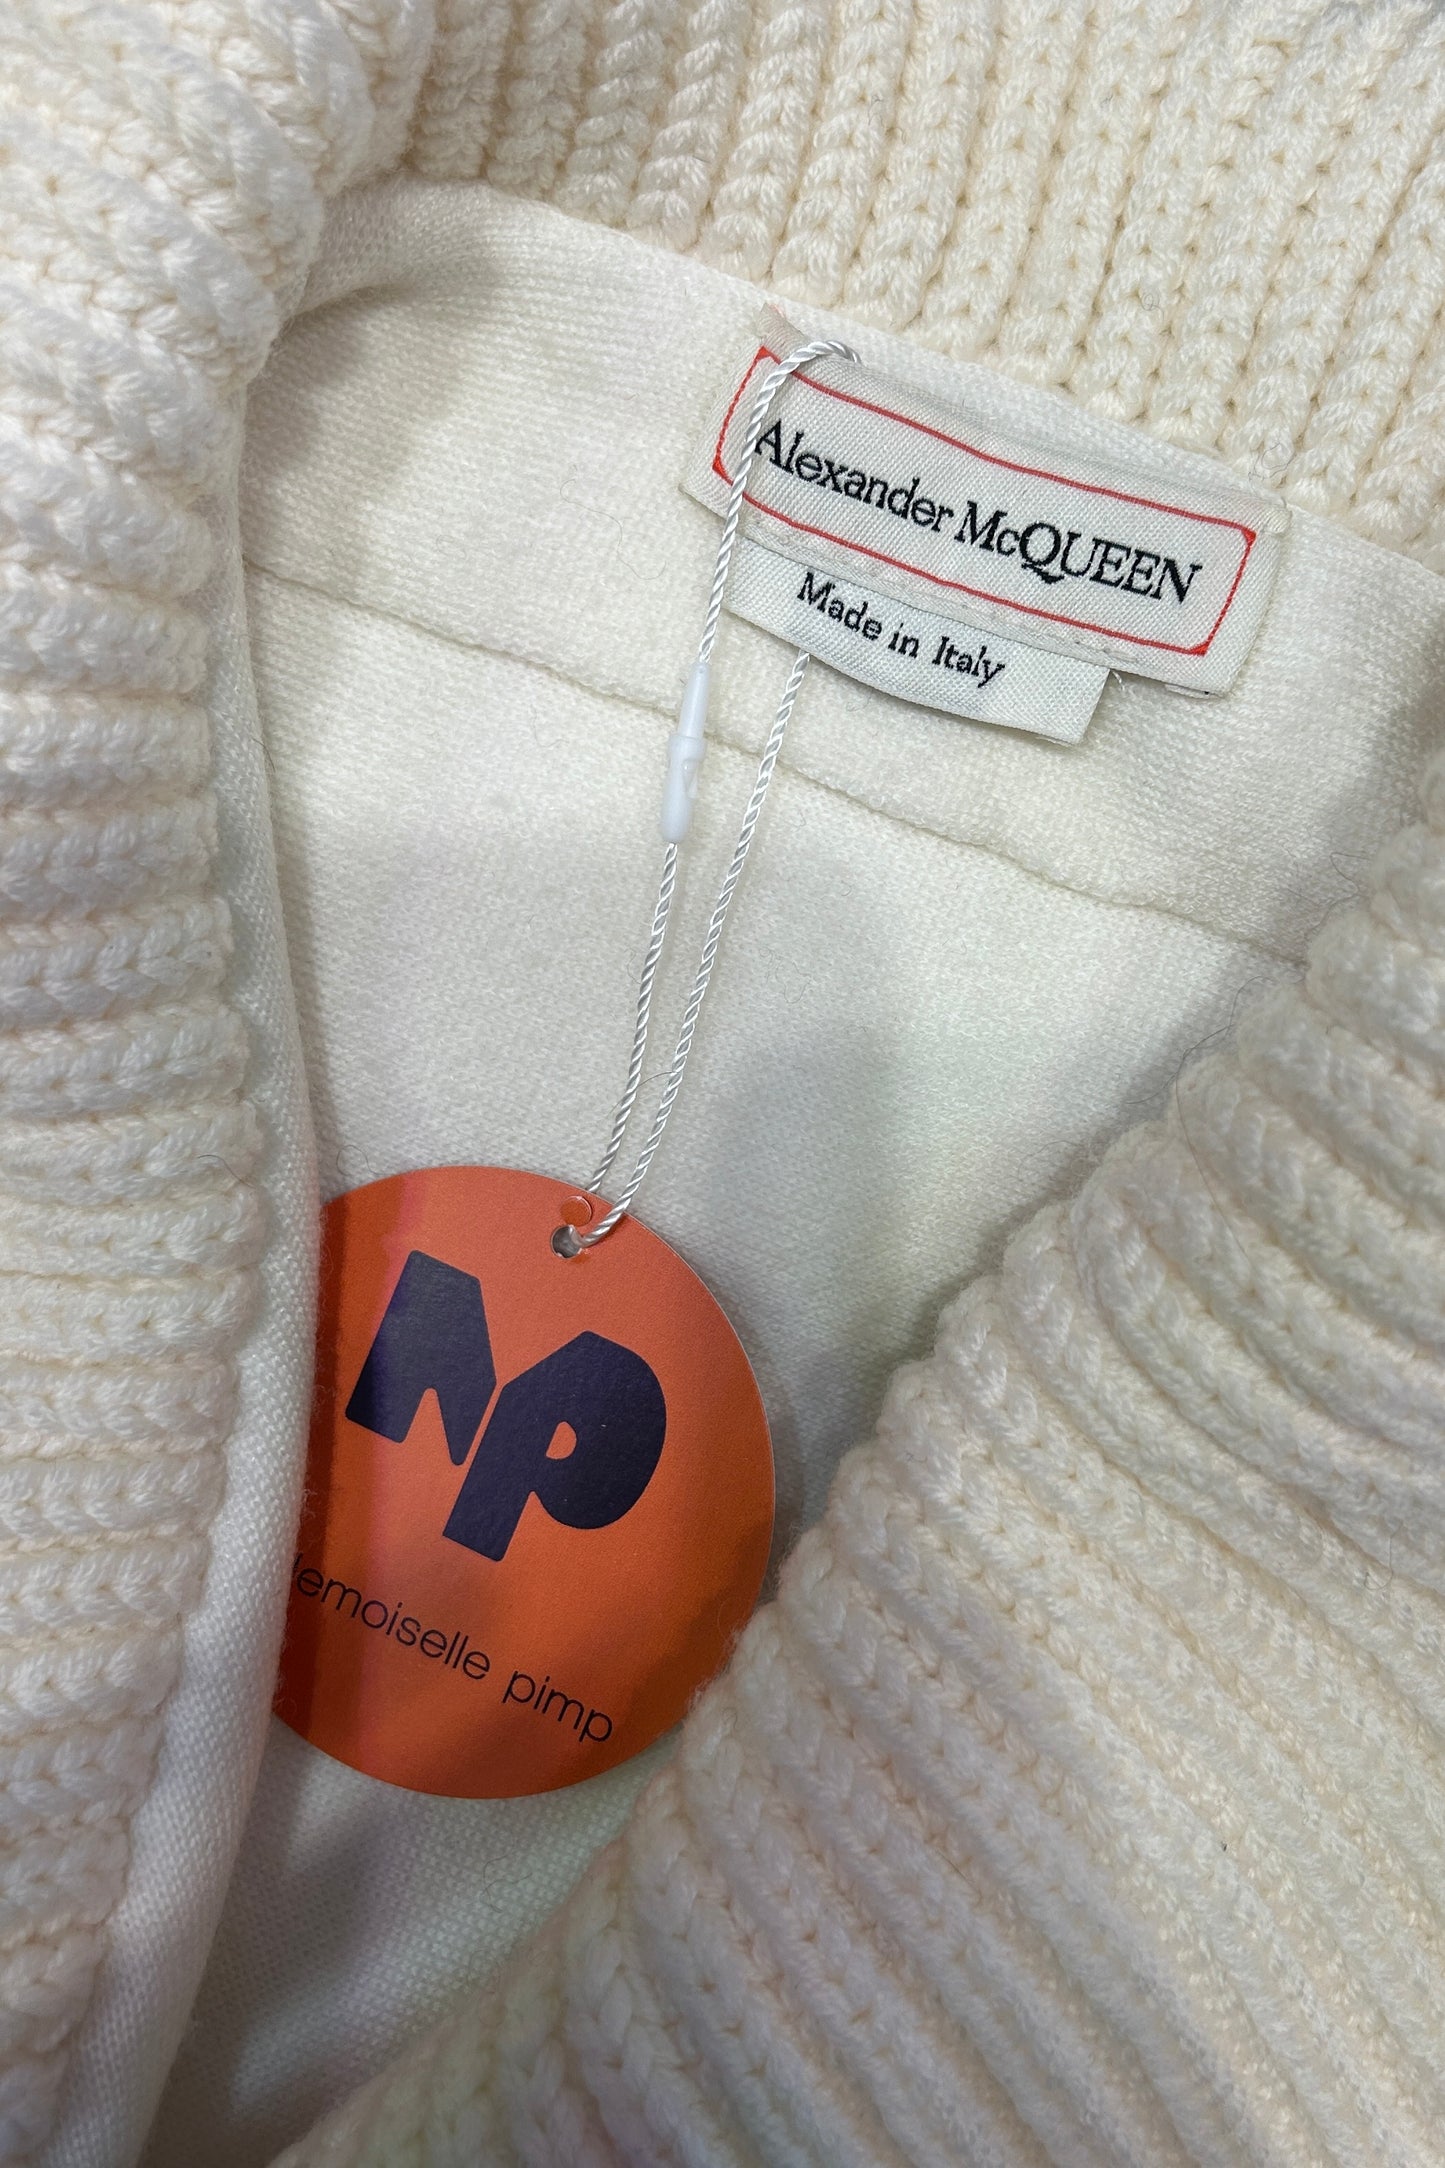 Alexander McQUEEN
Made in Italy
MP
demoiselle pimp